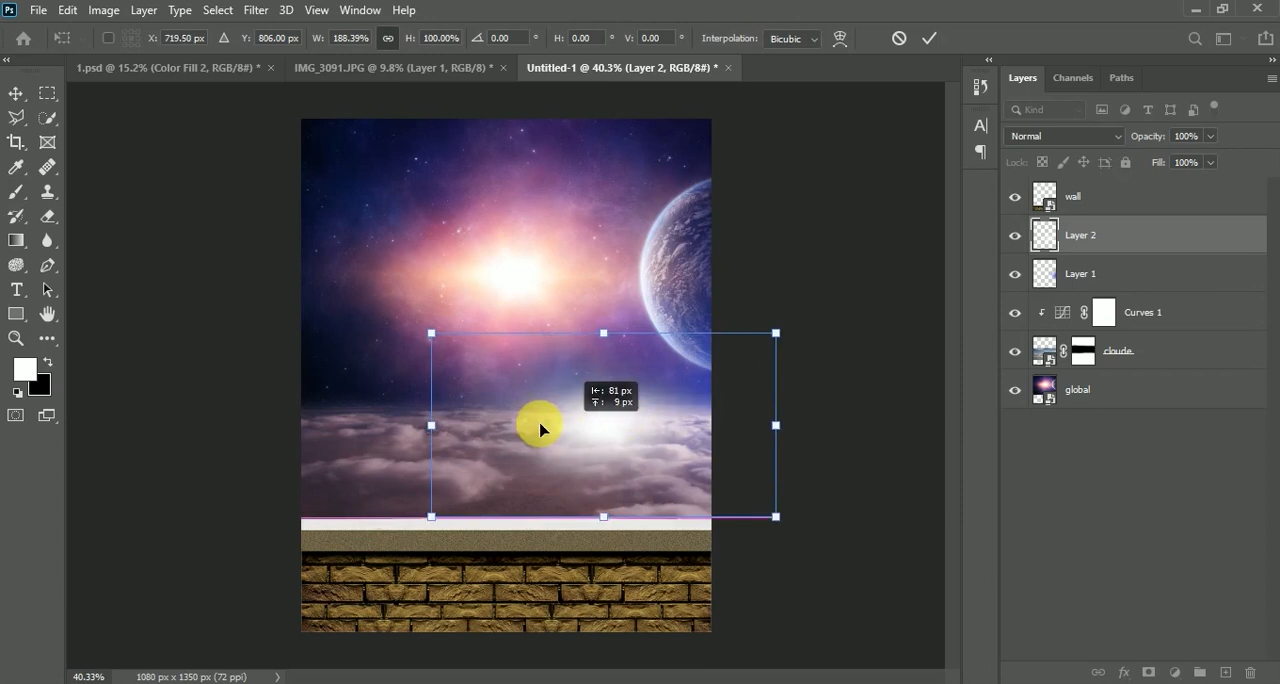 Ps File Edit Image Layer Type Select Filter 3D View Window Help
X: 719.50 px Y: 806.00 px W: 188.39% H: 100.00% 0.00 ° H: 0.00 ° V: 0.00 ° Interpolation: Bicubic
1.psd @ 15.2% (Color Fill 2, RGB/8#) * × IMG_3091.JPG @ 9.8% (Layer 1, RGB/8) * × Untitled-1 @ 40.3% (Layer 2, RGB/8#) * ×
Layers Channels Paths
Kind
Normal Opacity: 100%
Lock: Fill: 100%
wall
Layer 2
Layer 1
Curves 1
cloude
global
81 px
9 px
40.33% 1080 px x 1350 px (72 ppi)